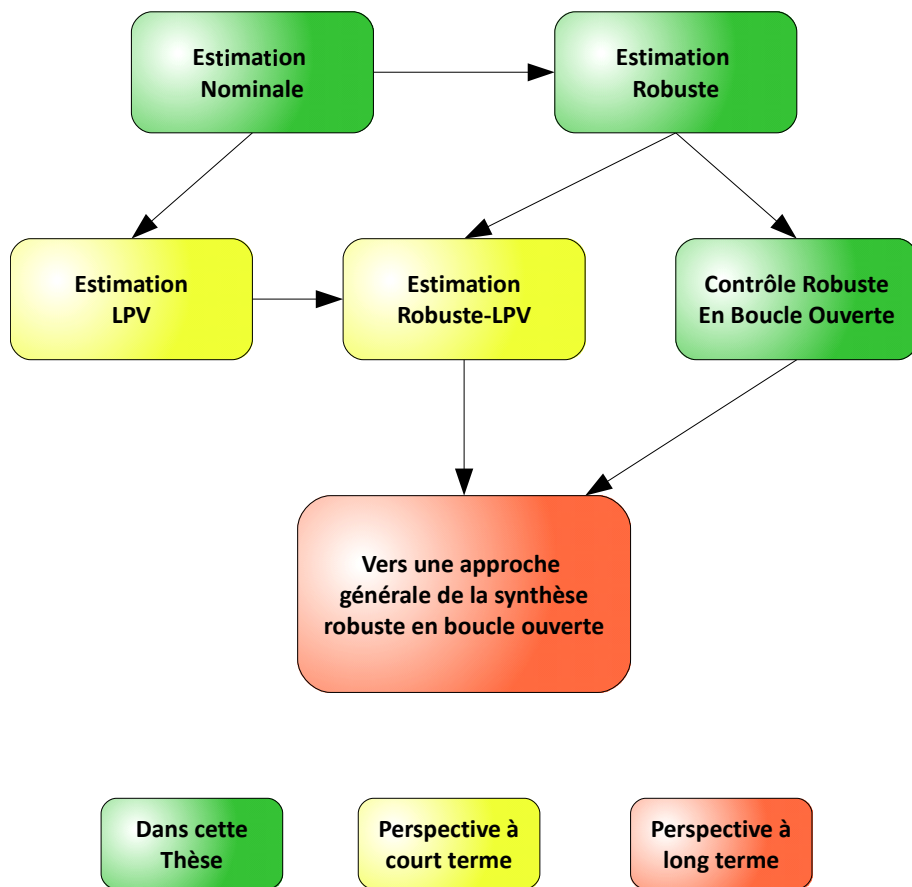 Estimation
Nominale
Estimation
Robuste
Estimation
LPV
Estimation
Robuste-LPV
Contrôle Robuste
En Boucle Ouverte
Vers une approche
générale de la synthèse
robuste en boucle ouverte
Dans cette
Thèse
Perspective à
court terme
Perspective à
long terme